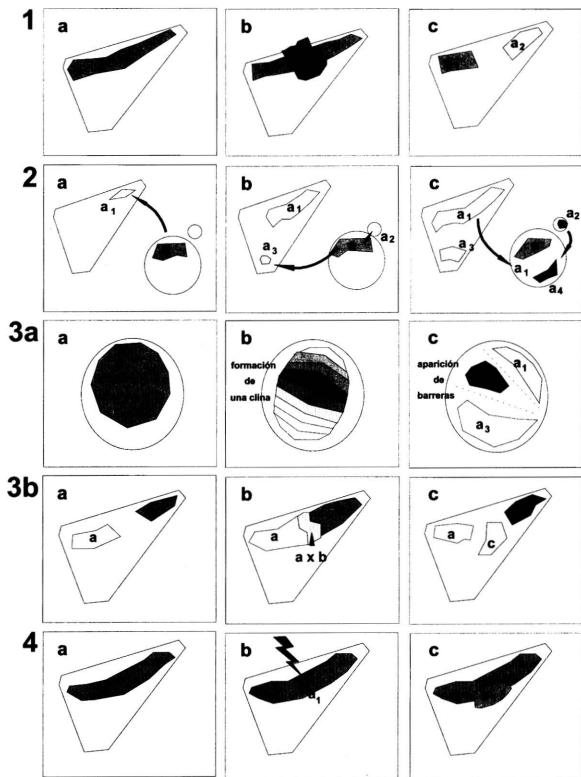 1
a
b
c
a2
2
a
b
c
a1
a1
a3
a2
a1
a3
a1
a2
a4
3a
a
b
c
formación
de
una clina
aparición
de
barreras
a1
a3
3b
a
b
c
a
a x b
a
c
4
a
b
c
a1